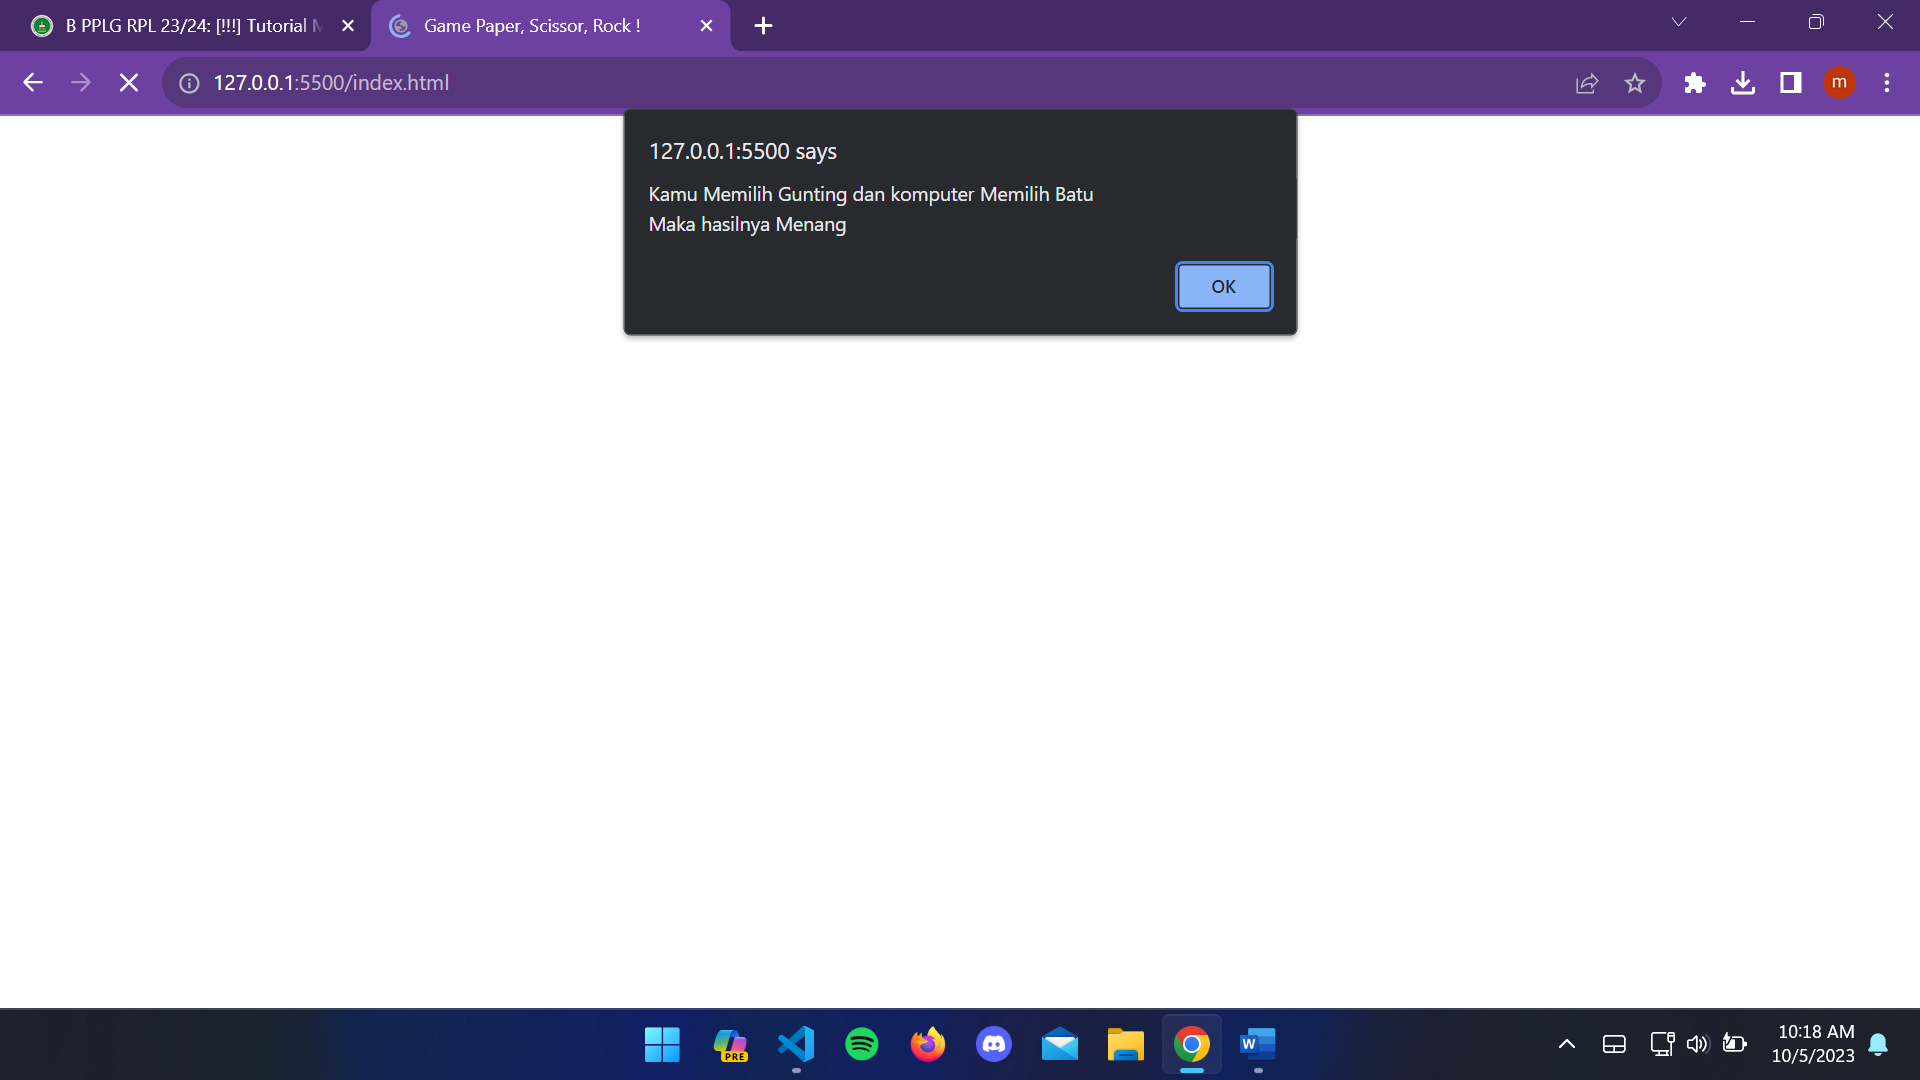 B PPLG RPL 23/24: [!!!] Tutorial
Game Paper, Scissor, Rock !
127.0.0.1:5500/index.html
m
127.0.0.1:5500 says
Kamu Memilih Gunting dan komputer Memilih Batu
Maka hasilnya Menang
OK
PRE
W
10:18 AM
10/5/2023